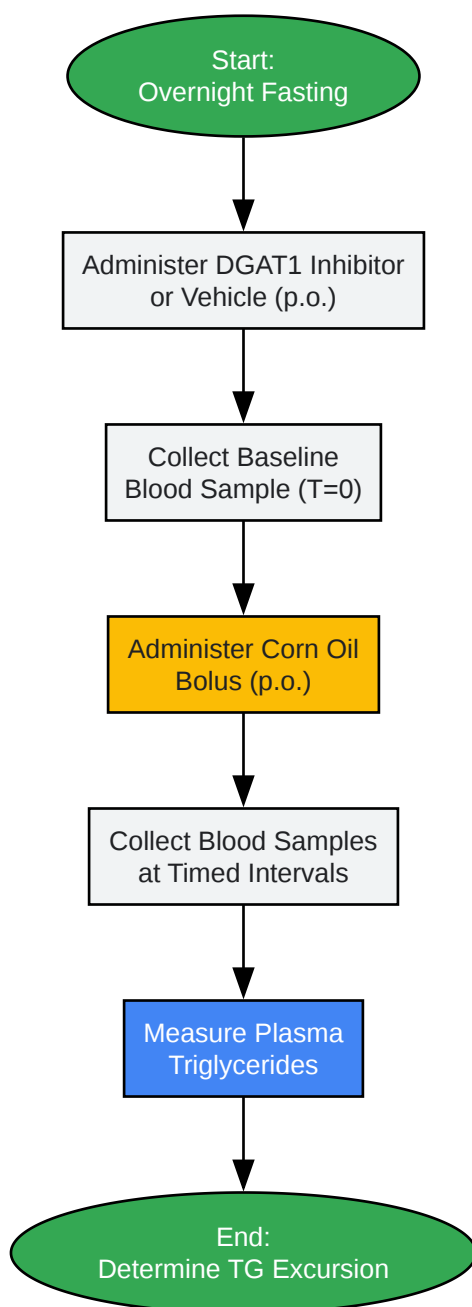 Start:
Overnight Fasting
Administer DGAT1 Inhibitor
or Vehicle (p.o.)
Collect Baseline
Blood Sample (T=0)
Administer Corn Oil
Bolus (p.o.)
Collect Blood Samples
at Timed Intervals
Measure Plasma
Triglycerides
End:
Determine TG Excursion